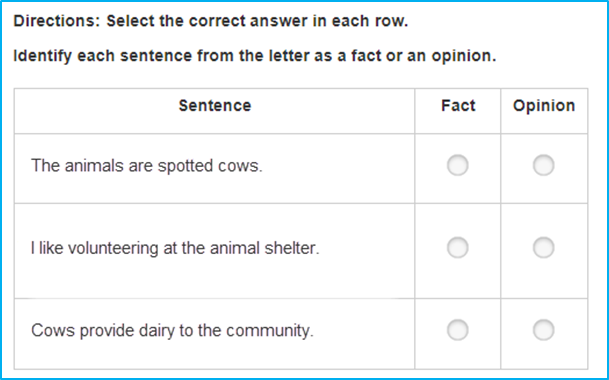 Directions: Select the correct answer in each row.
Identify each sentence from the letter as a fact or an opinion.
Sentence Fact Opinion
The animals are spotted cows.
I like volunteering at the animal shelter.
Cows provide dairy to the community.